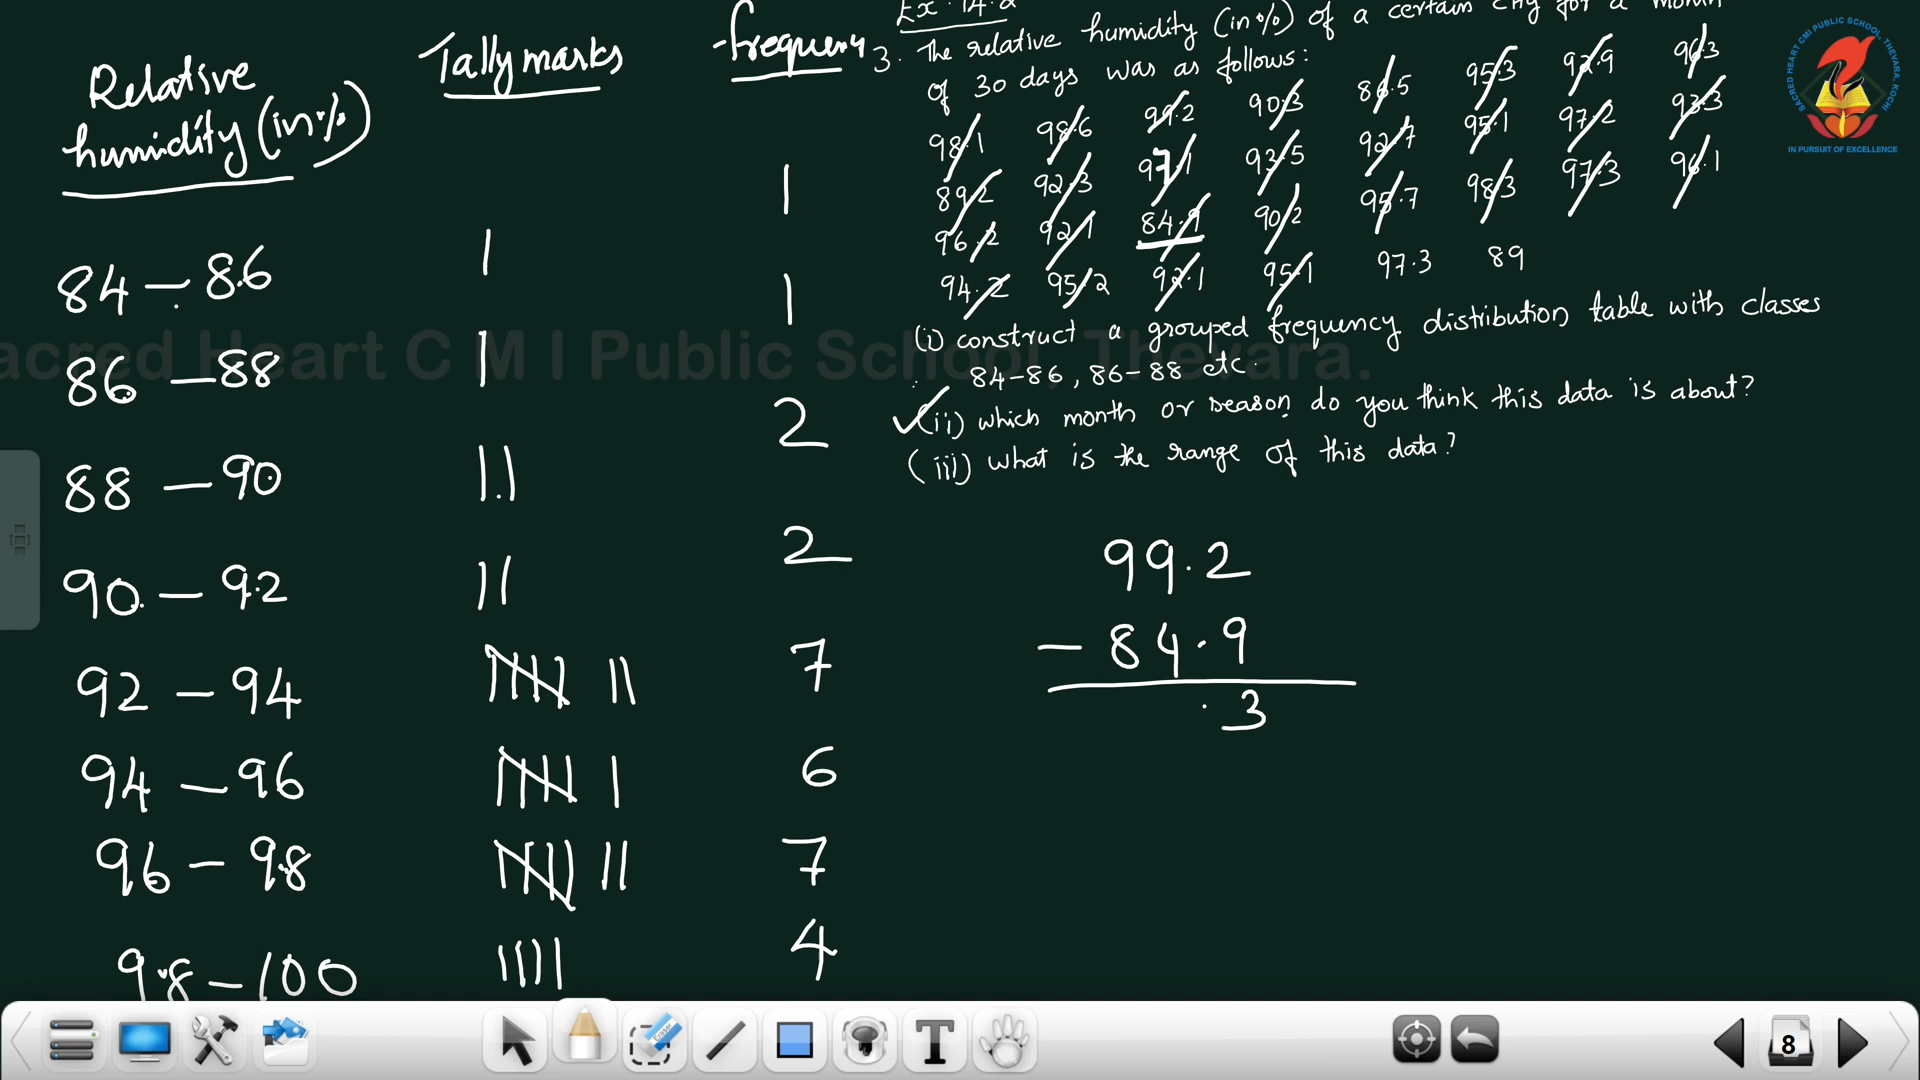 Relative humidity (in %)
Tally marks
frequency
84 – 86 | 1
86 – 88 | 1
88 – 90 || 2
90 – 92 || 2
92 – 94 |||| || 7
94 – 96 |||| | 6
96 – 98 |||| || 7
98 – 100 |||| 4
Ex. 14.2
3. The relative humidity (in %) of a certain city for a month
of 30 days was as follows:
98.1 98.6 99.2 90.3 86.5 95.3 92.9 96.3
89.2 92.3 97.1 93.5 92.7 95.1 97.2 93.3
96.2 92.1 84.9 90.2 95.7 98.3 97.3 96.1
94.2 95.2 92.1 95.1 97.3 89
(i) construct a grouped frequency distribution table with classes
84–86, 86–88 etc.
(ii) which month or season do you think this data is about?
(iii) what is the range of this data?
99.2
– 84.9
.3
Sacred Heart C M I Public School, Thevara.
SACRED HEART CMI PUBLIC SCHOOL, THEVARA, KOCHI
IN PURSUIT OF EXCELLENCE
eraser
T
8